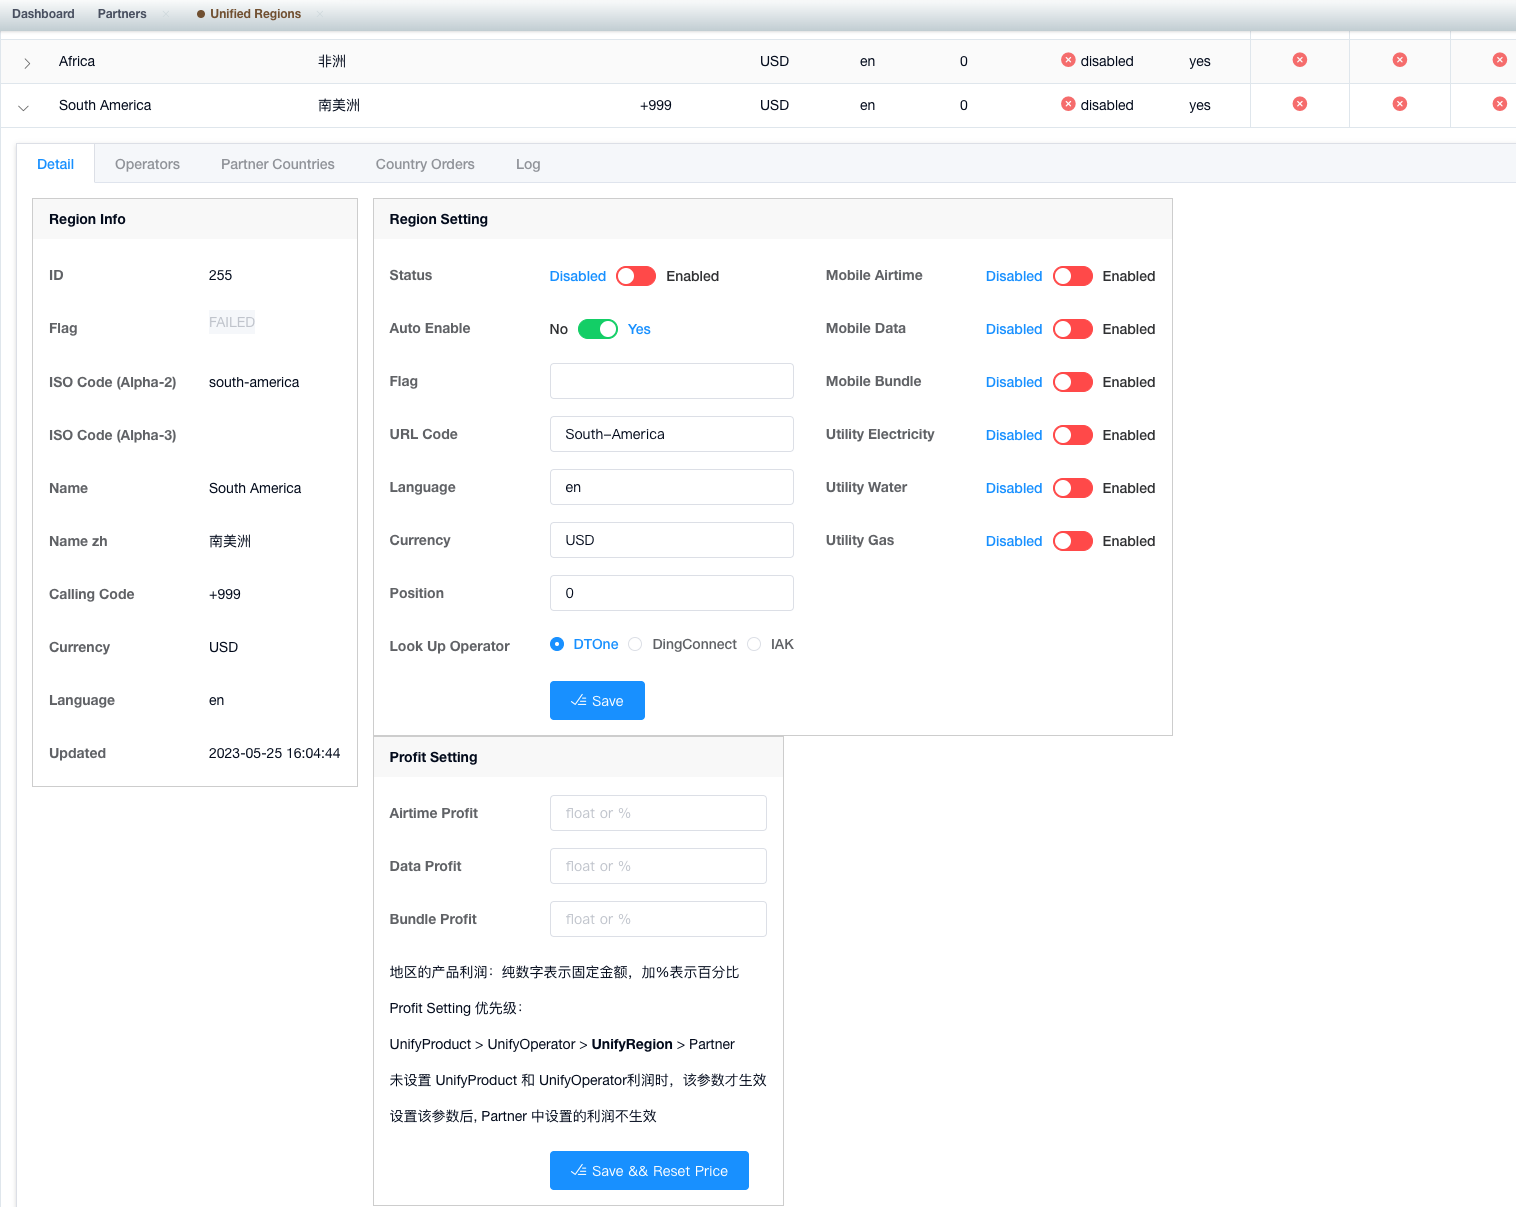 Dashboard Partners Unified Regions
Africa 非洲 USD en 0 disabled yes
South America 南美洲 +999 USD en 0 disabled yes
Detail Operators Partner Countries Country Orders Log
Region Info
ID 255
Flag FAILED
ISO Code (Alpha-2) south-america
ISO Code (Alpha-3)
Name South America
Name zh 南美洲
Calling Code +999
Currency USD
Language en
Updated 2023-05-25 16:04:44
Region Setting
Status Disabled Enabled
Auto Enable No Yes
Flag
URL Code South-America
Language en
Currency USD
Position 0
Look Up Operator DTOne DingConnect IAK
Save
Mobile Airtime Disabled Enabled
Mobile Data Disabled Enabled
Mobile Bundle Disabled Enabled
Utility Electricity Disabled Enabled
Utility Water Disabled Enabled
Utility Gas Disabled Enabled
Profit Setting
Airtime Profit float or %
Data Profit float or %
Bundle Profit float or %
地区的产品利润：纯数字表示固定金额，加%表示百分比
Profit Setting 优先级：
UnifyProduct > UnifyOperator > UnifyRegion > Partner
未设置 UnifyProduct 和 UnifyOperator利润时，该参数才生效
设置该参数后, Partner 中设置的利润不生效
Save && Reset Price